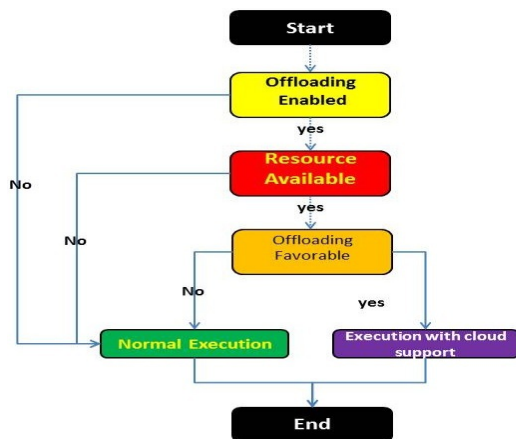 Start
Offloading
Enabled
yes
Resource
Available
No
yes
No
Offloading
Favorable
No
yes
Normal Execution
Execution with cloud
support
End